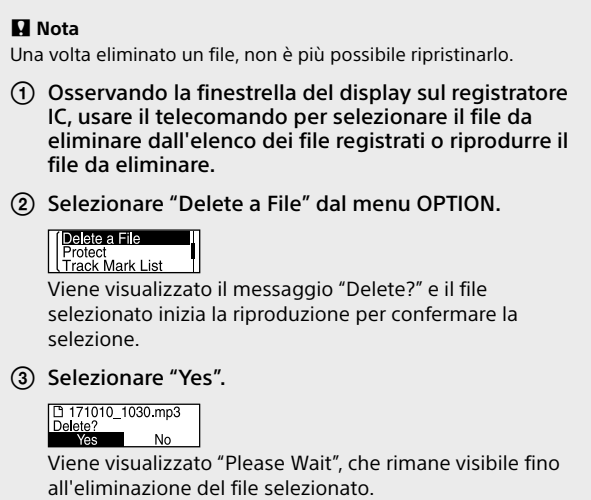 Nota
Una volta eliminato un file, non è più possibile ripristinarlo.
① Osservando la finestrella del display sul registratore
IC, usare il telecomando per selezionare il file da
eliminare dall'elenco dei file registrati o riprodurre il
file da eliminare.
② Selezionare “Delete a File” dal menu OPTION.
Delete a File
Protect
Track Mark List
Viene visualizzato il messaggio “Delete?” e il file
selezionato inizia la riproduzione per confermare la
selezione.
③ Selezionare “Yes”.
171010_1030.mp3
Delete?
Yes No
Viene visualizzato “Please Wait”, che rimane visibile fino
all'eliminazione del file selezionato.